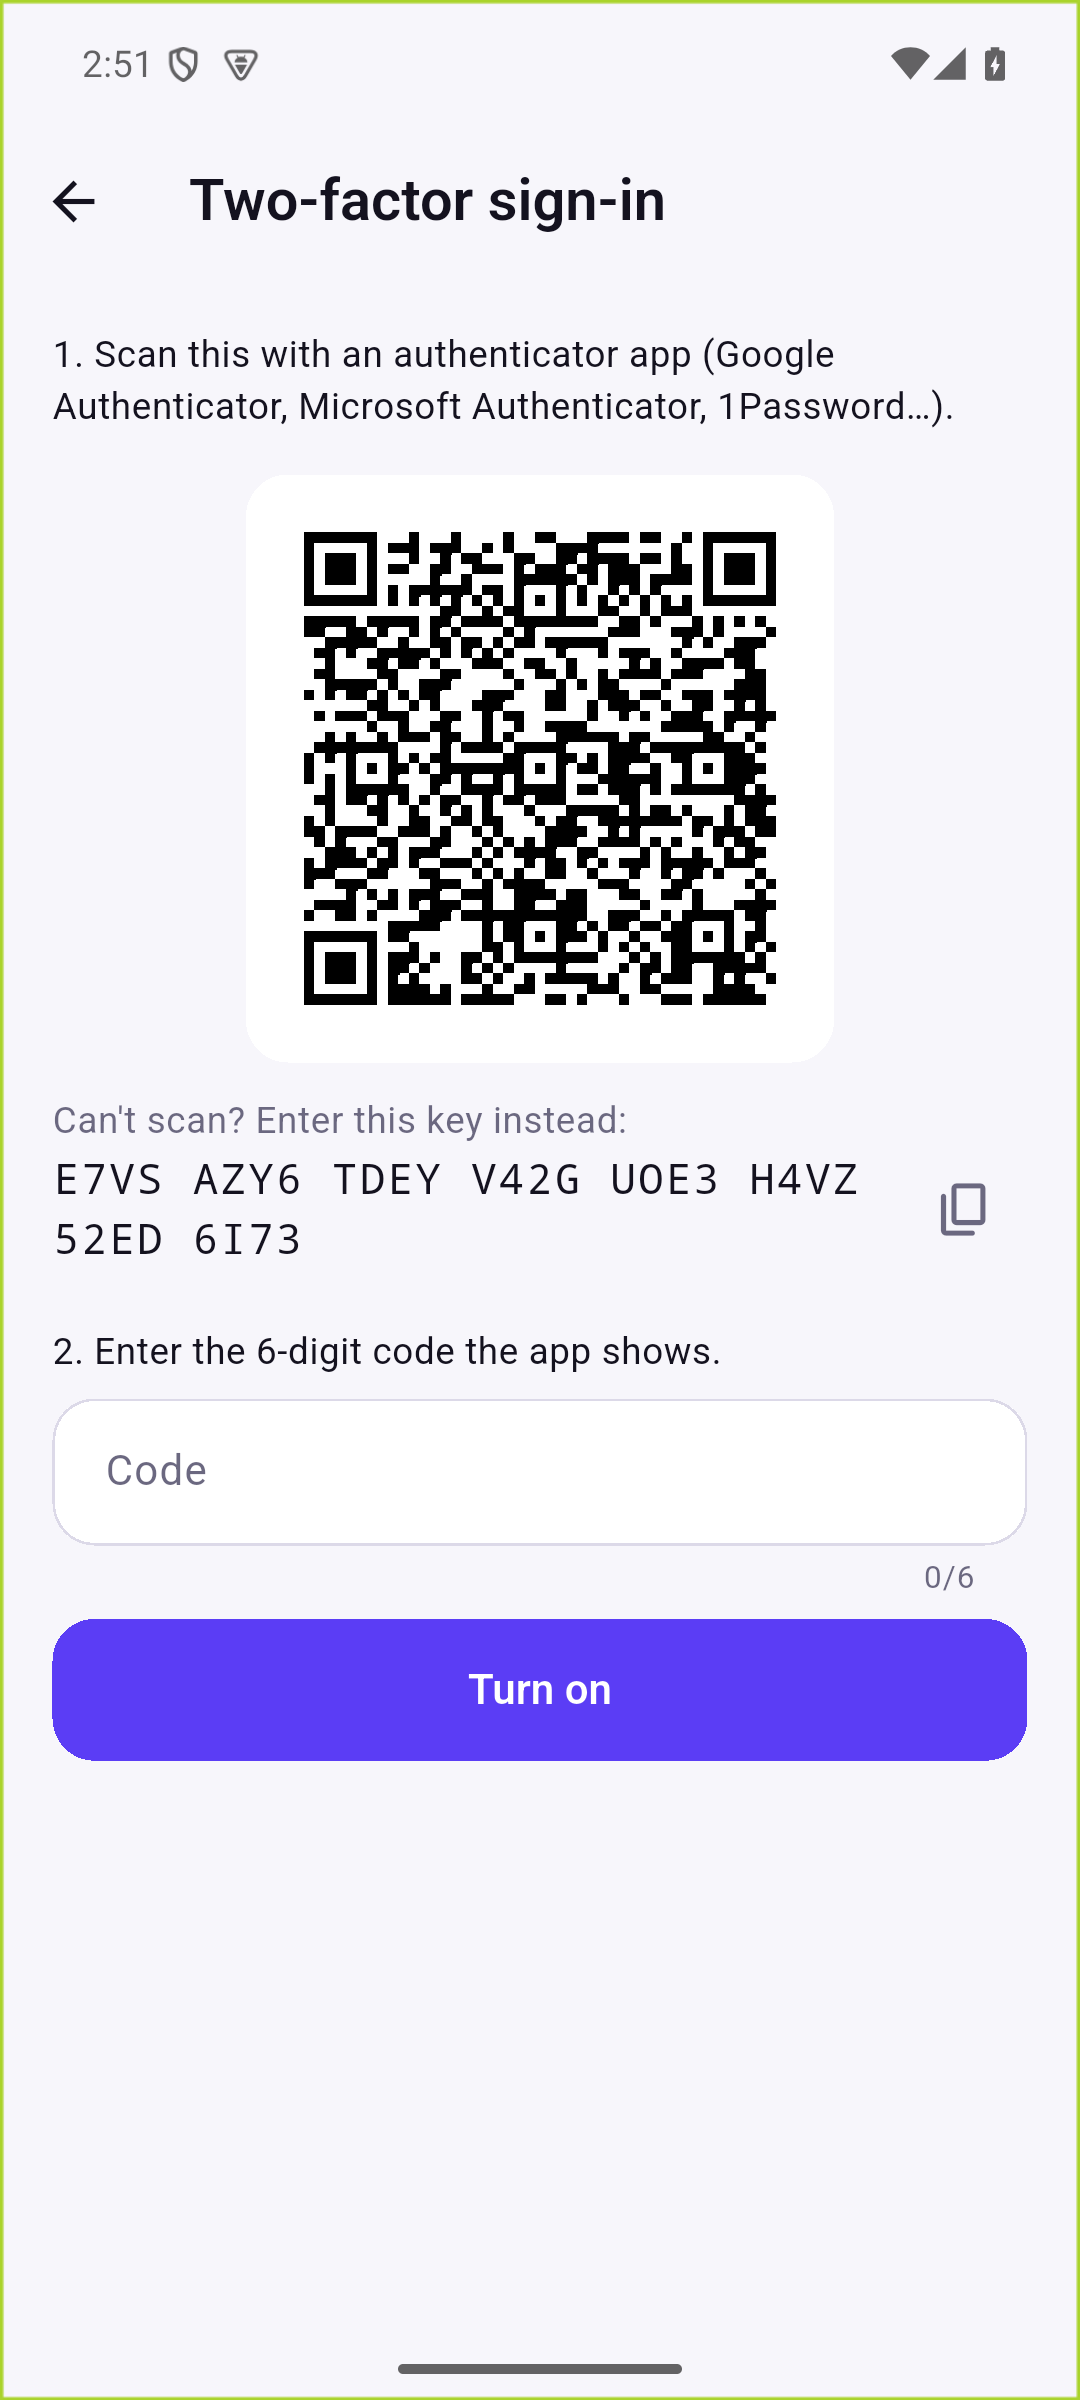 2:51
Two-factor sign-in
1. Scan this with an authenticator app (Google
Authenticator, Microsoft Authenticator, 1Password…).
Can't scan? Enter this key instead:
E7VS AZY6 TDEY V42G UOE3 H4VZ
52ED 6I73
2. Enter the 6-digit code the app shows.
Code
0/6
Turn on